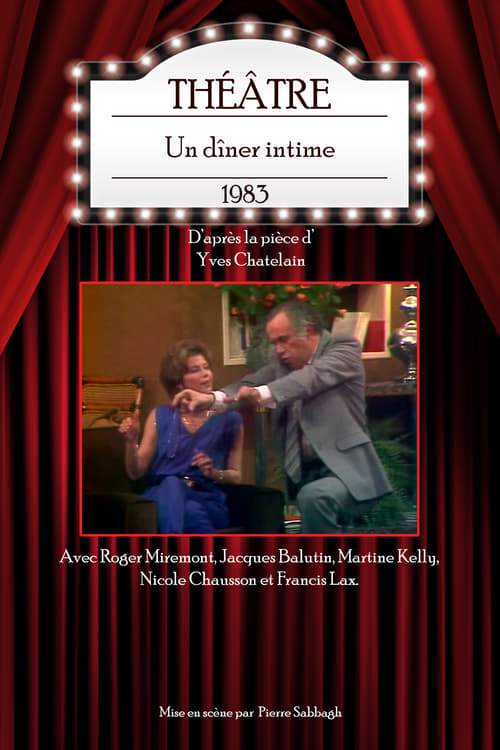 THÉÂTRE
Un dîner intime
1983
D'après la pièce d'
Yves Chatelain
Avec Roger Miremont, Jacques Balutin, Martine Kelly,
Nicole Chausson et Francis Lax.
Mise en scène par Pierre Sabbagh